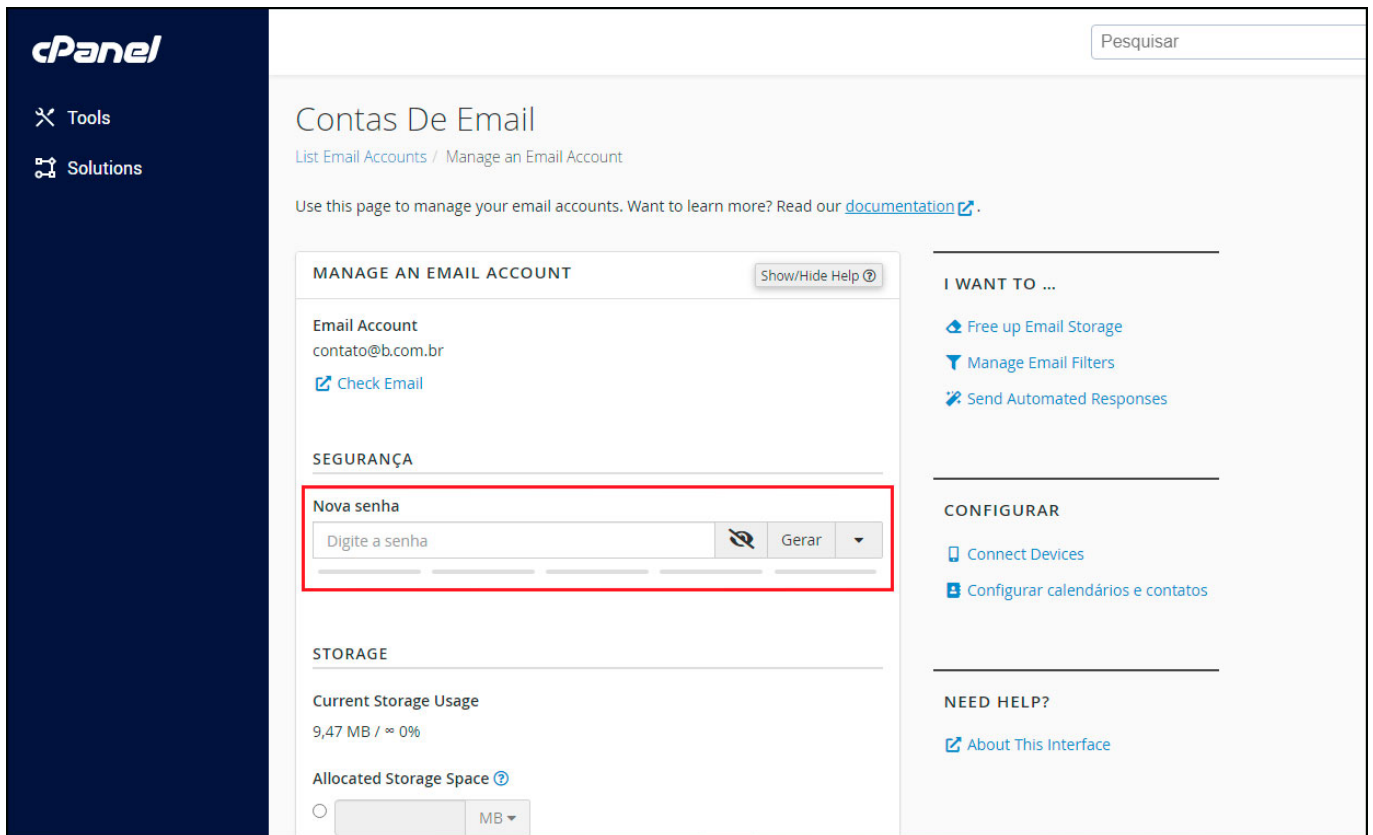 cPanel
Pesquisar
Tools
Solutions
Contas De Email
List Email Accounts / Manage an Email Account
Use this page to manage your email accounts. Want to learn more? Read our documentation.
MANAGE AN EMAIL ACCOUNT
Show/Hide Help
Email Account
contato@b.com.br
Check Email
SEGURANÇA
Nova senha
Digite a senha
Gerar
STORAGE
Current Storage Usage
9,47 MB / ∞ 0%
Allocated Storage Space
MB
I WANT TO ...
Free up Email Storage
Manage Email Filters
Send Automated Responses
CONFIGURAR
Connect Devices
Configurar calendários e contatos
NEED HELP?
About This Interface